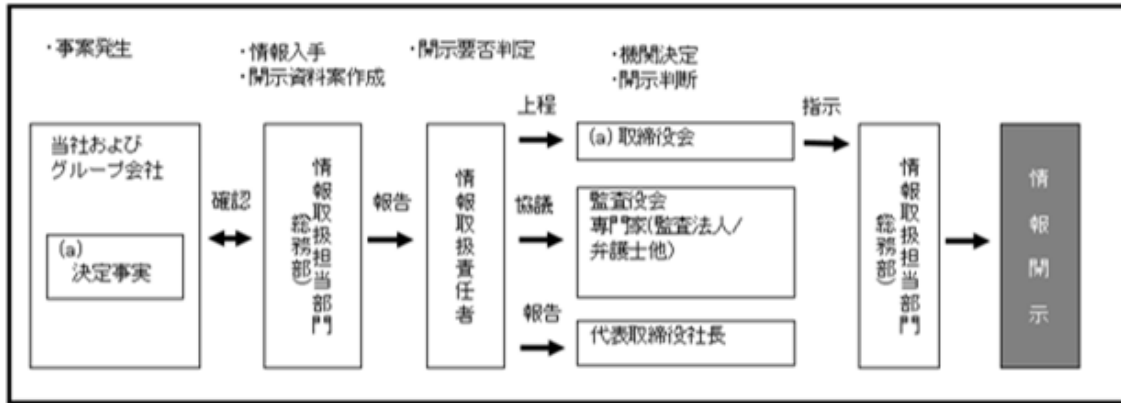 ・事案発生
・情報入手
・開示資料案作成
・開示要否判定
・機関決定
・開示判断
当社および
グループ会社
(a)
決定事実
確認
情報取扱担当部門
(総務部)
報告
情報取扱責任者
上程
(a) 取締役会
協議
監査役会
専門家(監査法人/
弁護士他)
報告
代表取締役社長
指示
情報取扱担当部門
(総務部)
情報開示